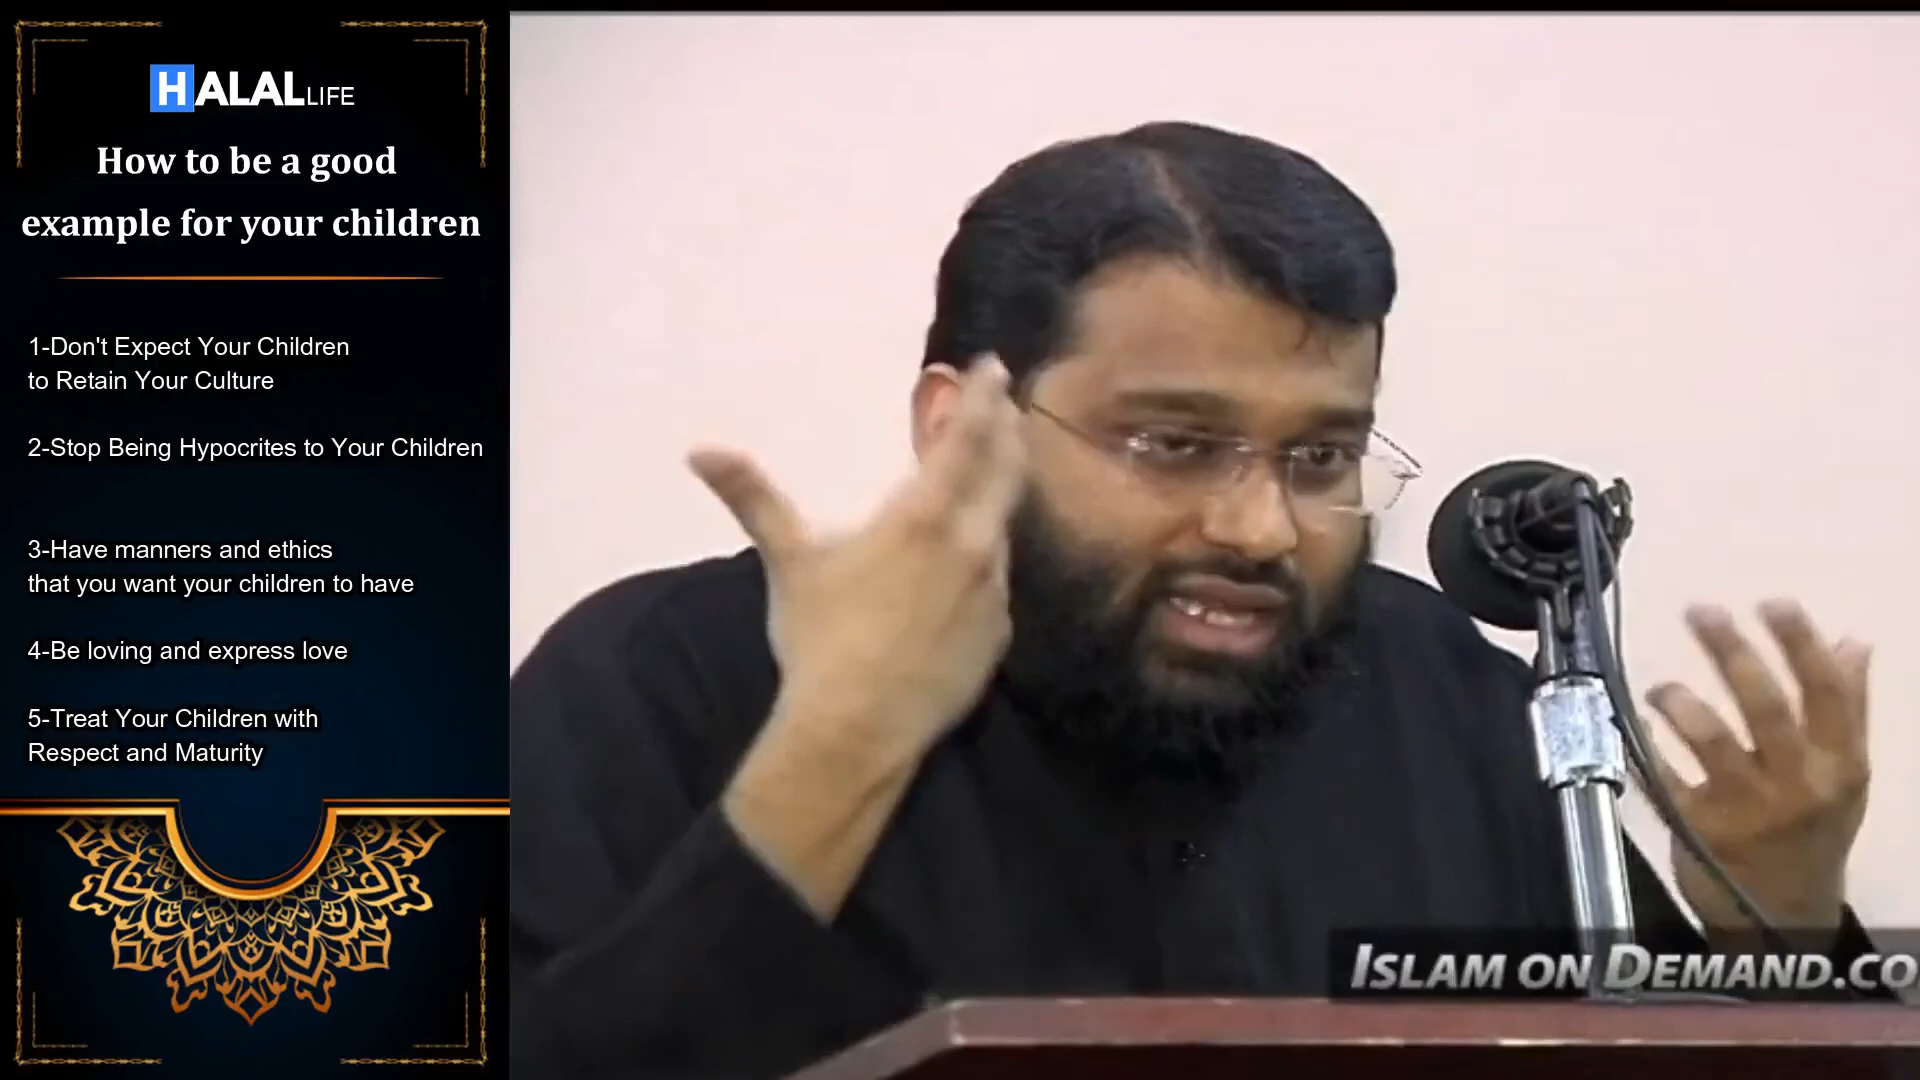 HALAL LIFE
How to be a good
example for your children
1-Don't Expect Your Children
to Retain Your Culture
2-Stop Being Hypocrites to Your Children
3-Have manners and ethics
that you want your children to have
4-Be loving and express love
5-Treat Your Children with
Respect and Maturity
ISLAM ON DEMAND.CO